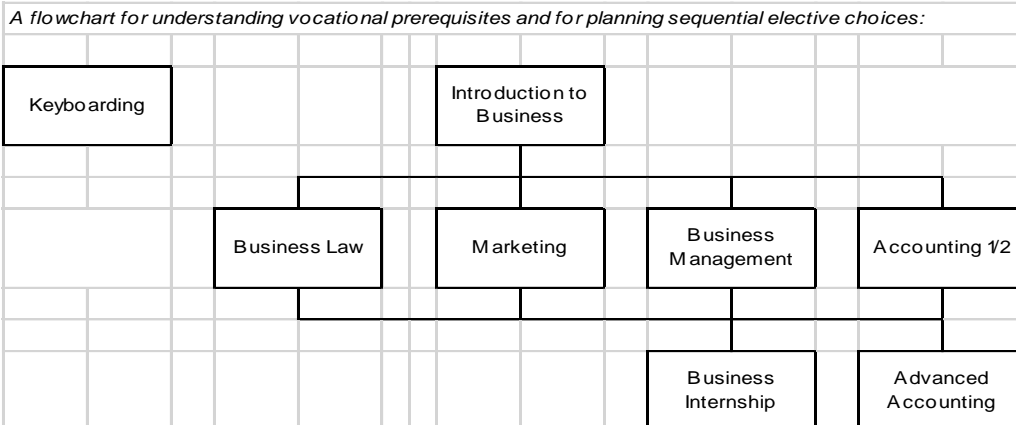 A flowchart for understanding vocational prerequisites and for planning sequential elective choices:
Keyboarding
Introduction to
Business
Business Law
Marketing
Business
Management
Accounting 1/2
Business
Internship
Advanced
Accounting